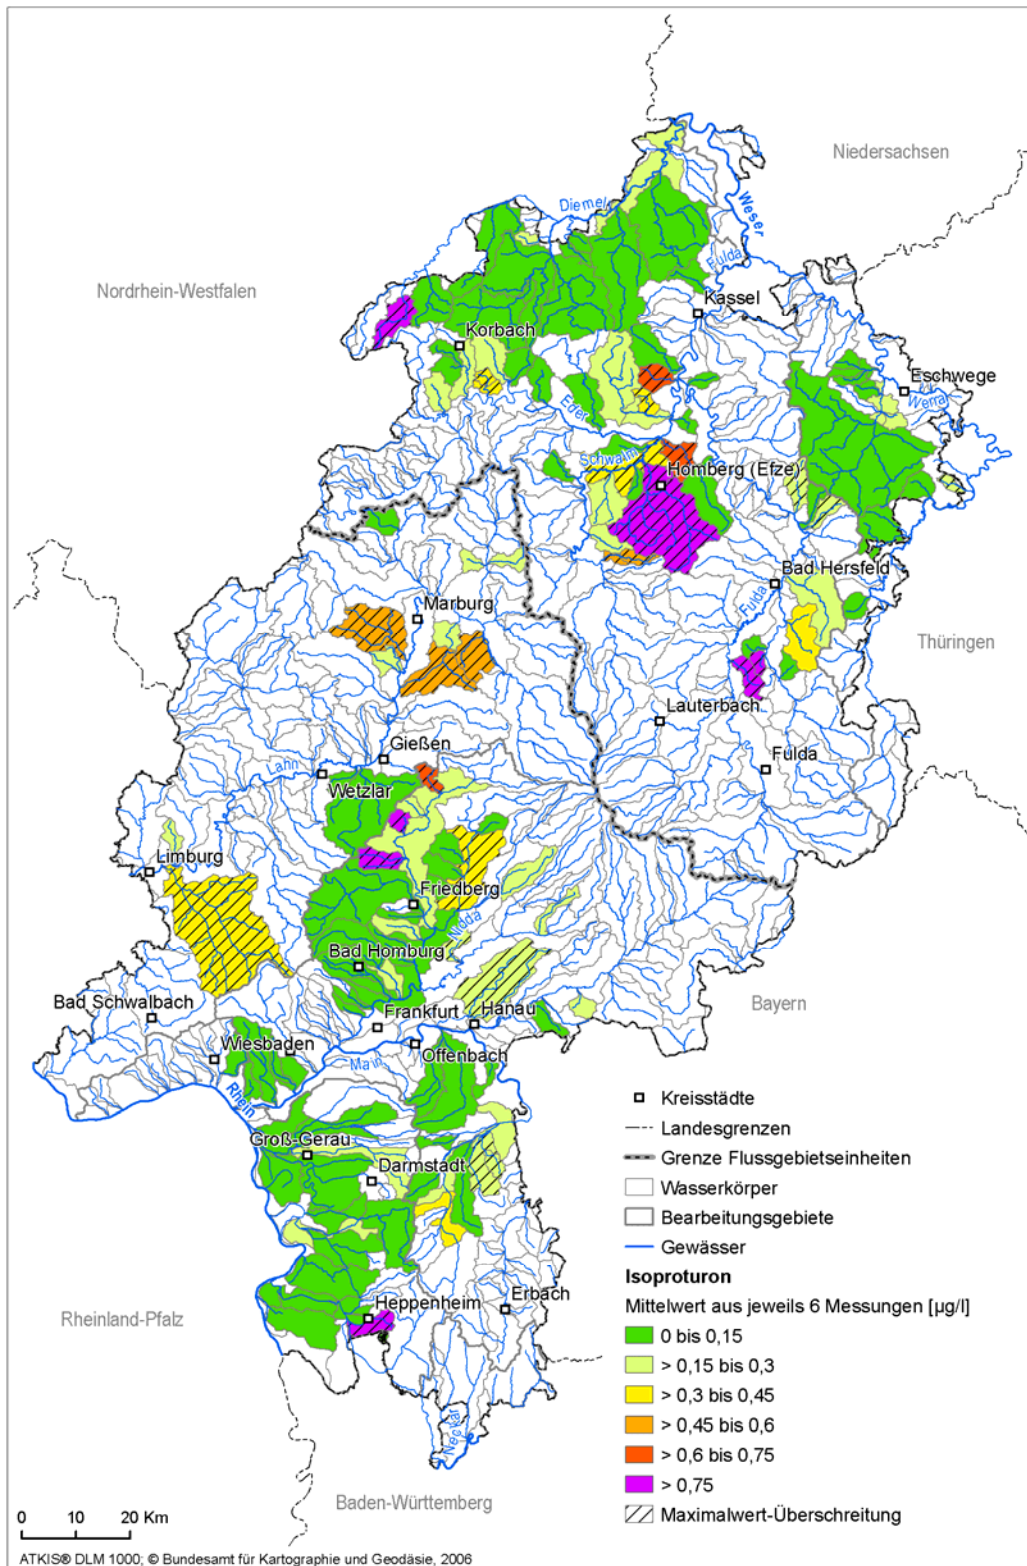 Niedersachsen
Diemel
Weser
Fulda
Nordrhein-Westfalen
Kassel
Korbach
Eschwege
Werra
Eder
Schwalm
Homberg (Efze)
Bad Hersfeld
Fulda
Marburg
Thüringen
Lauterbach
Gießen
Fulda
Lahn
Wetzlar
Limburg
Friedberg
Nidda
Bad Homburg
Bayern
Bad Schwalbach
Frankfurt
Hanau
Wiesbaden
Offenbach
Main
Rhein
Groß-Gerau
Darmstadt
Erbach
Heppenheim
Rheinland-Pfalz
Neckar
Baden-Württemberg
Kreisstädte
Landesgrenzen
Grenze Flussgebietseinheiten
Wasserkörper
Bearbeitungsgebiete
Gewässer
Isoproturon
Mittelwert aus jeweils 6 Messungen [µg/l]
0 bis 0,15
> 0,15 bis 0,3
> 0,3 bis 0,45
> 0,45 bis 0,6
> 0,6 bis 0,75
> 0,75
Maximalwert-Überschreitung
0 10 20 Km
ATKIS® DLM 1000; © Bundesamt für Kartographie und Geodäsie, 2006